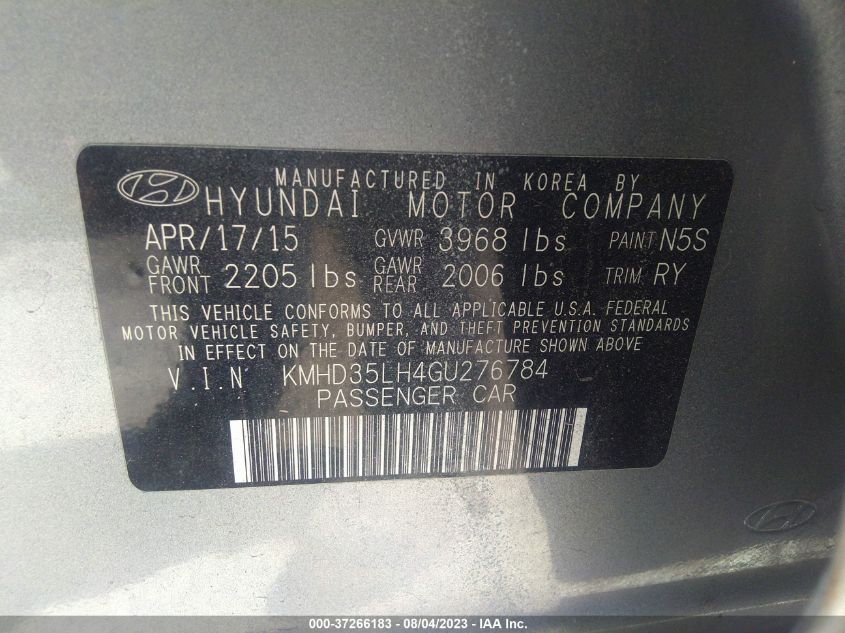 MANUFACTURED IN KOREA BY
HYUNDAI MOTOR COMPANY
APR/17/15 GVWR 3968 lbs PAINT N5S
GAWR FRONT 2205 lbs GAWR REAR 2006 lbs TRIM RY
THIS VEHICLE CONFORMS TO ALL APPLICABLE U.S.A. FEDERAL
MOTOR VEHICLE SAFETY, BUMPER, AND THEFT PREVENTION STANDARDS
IN EFFECT ON THE DATE OF MANUFACTURE SHOWN ABOVE
V.I.N KMHD35LH4GU276784
PASSENGER CAR
000-37266183 - 08/04/2023 - IAA Inc.